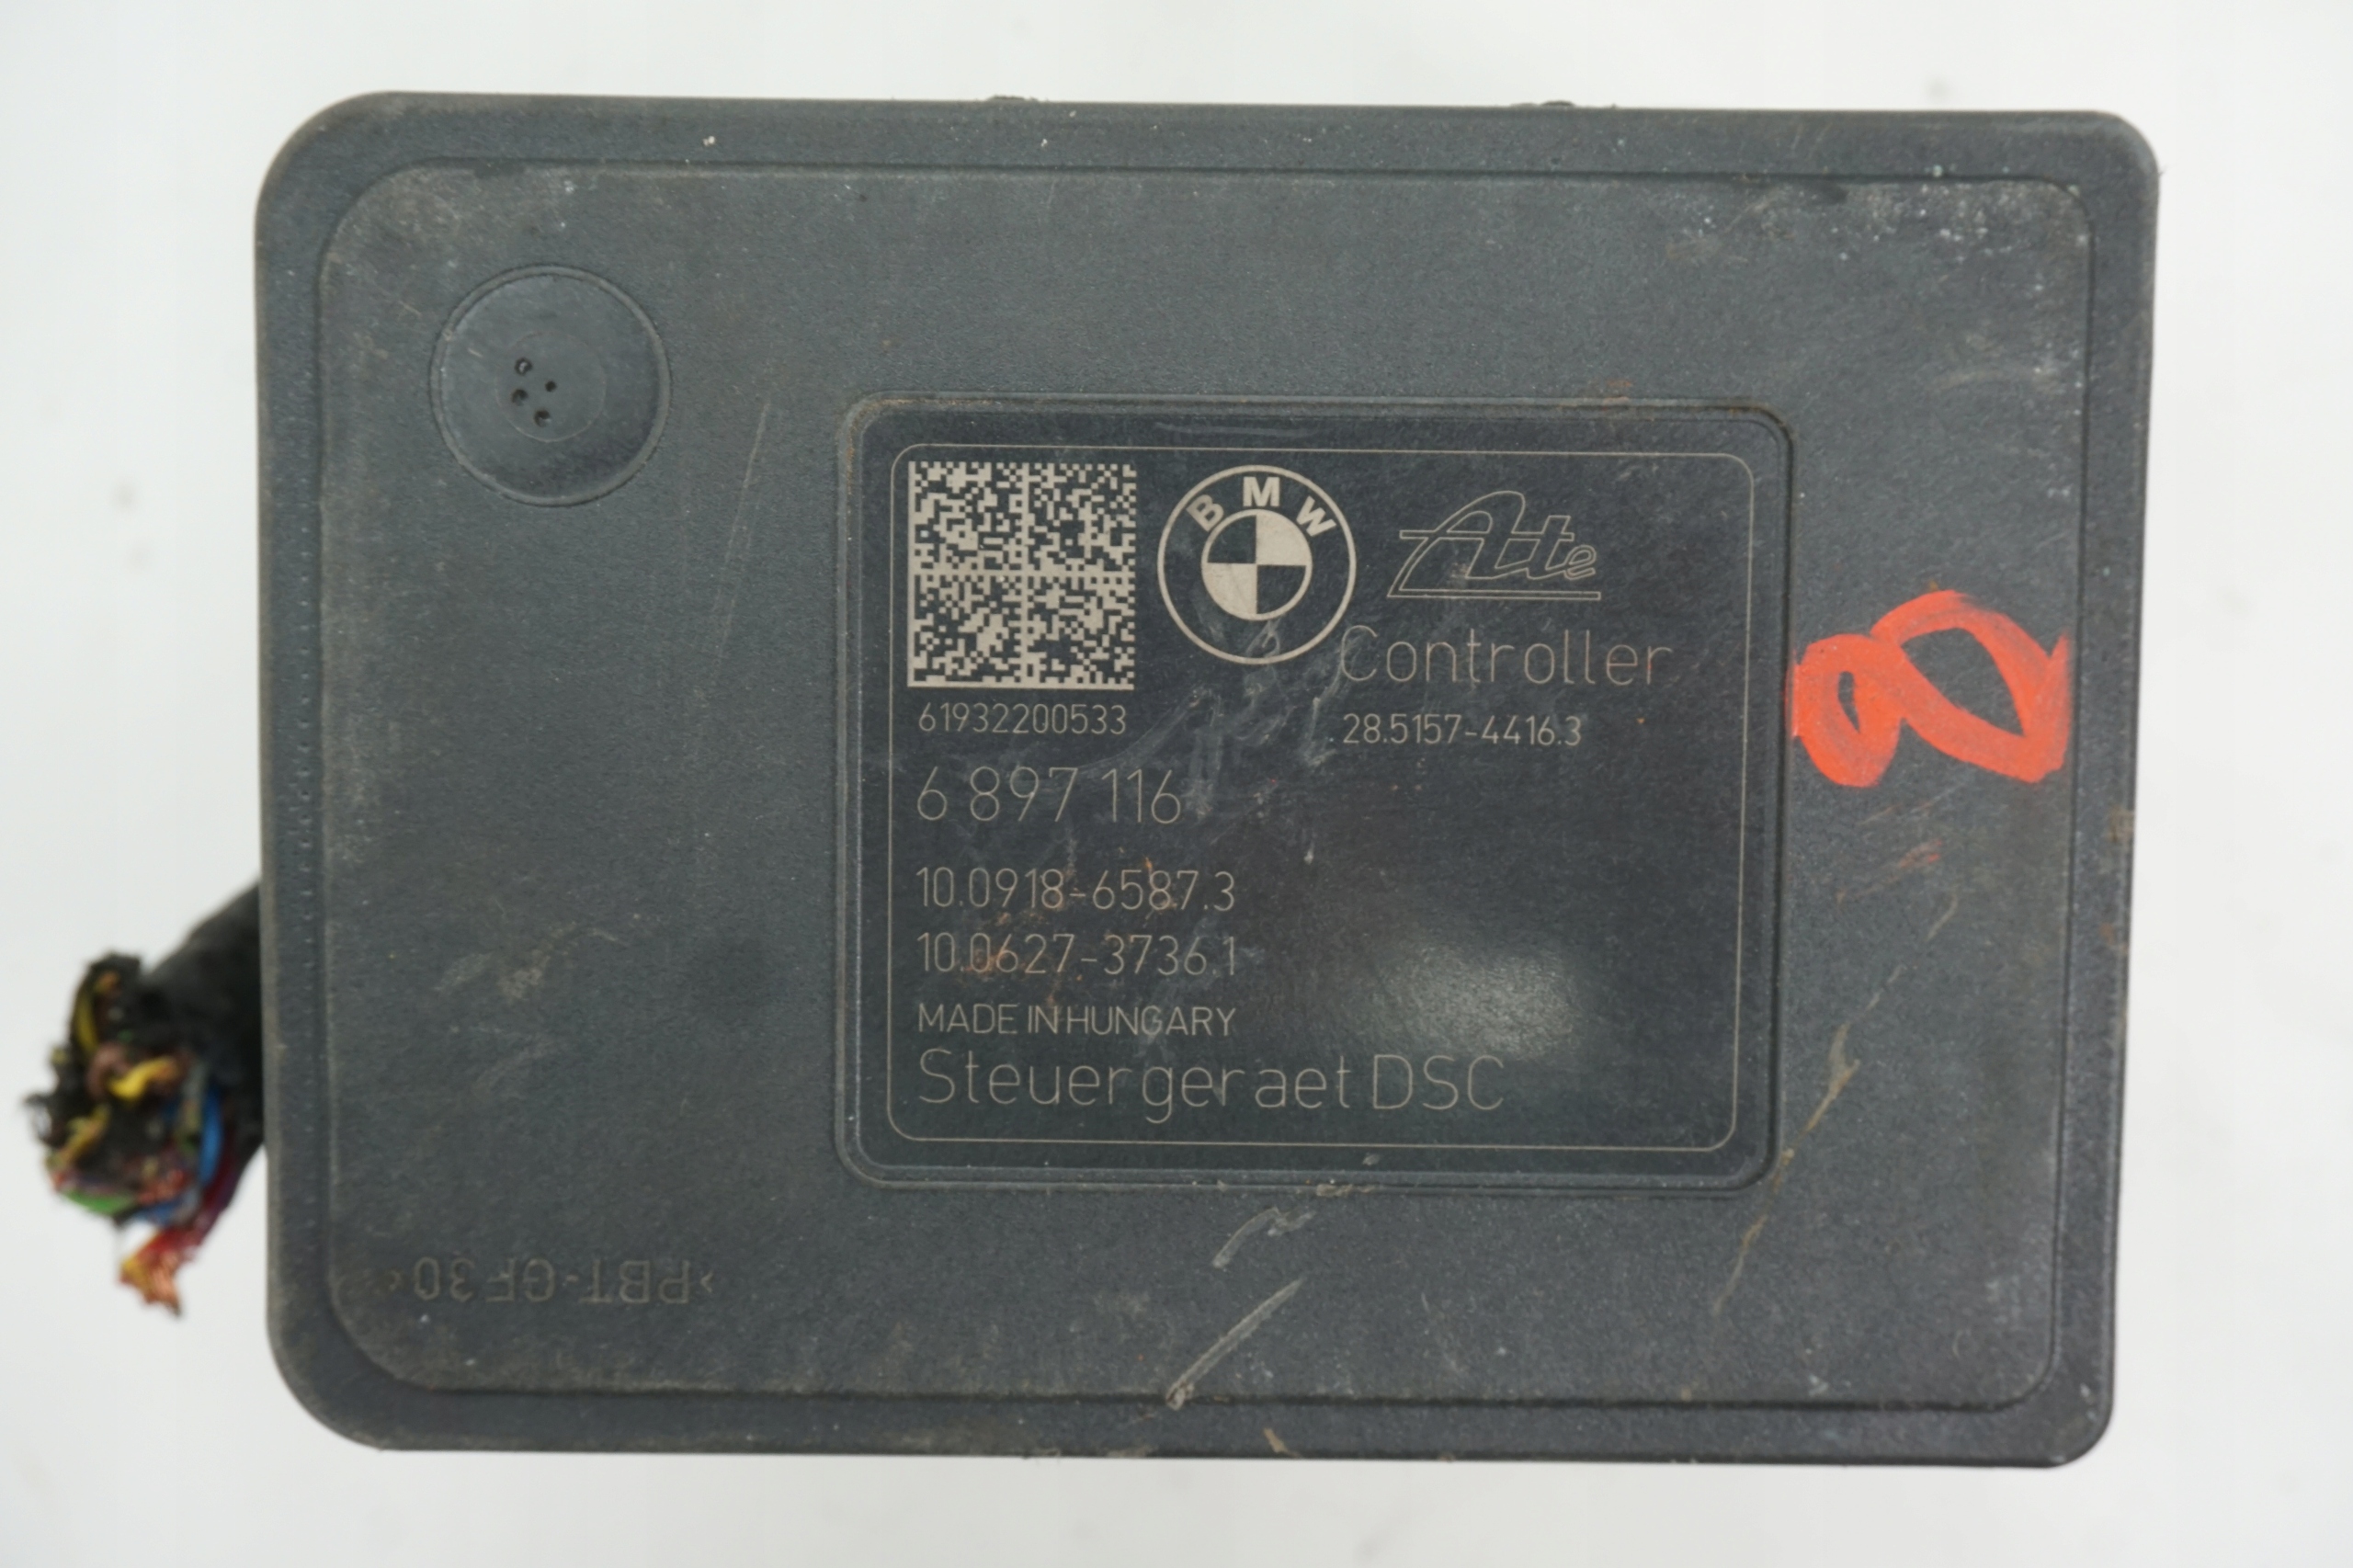 BMW
Ate
Controller
61932200533
28.5157-4416.3
6 897 116
10.0918-6587.3
10.0627-3736.1
MADE IN HUNGARY
Steuergeraet DSC
8
>PBT-GF30<